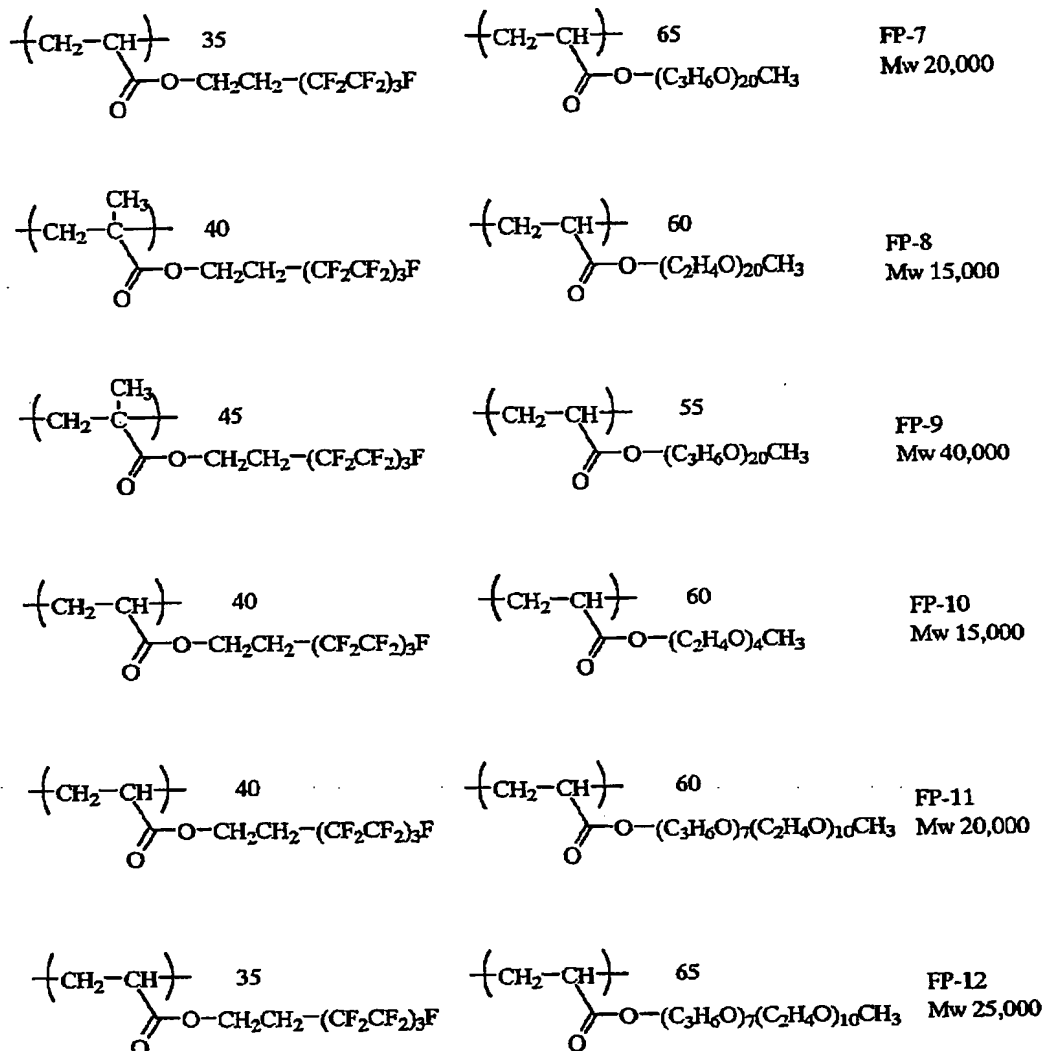 CH₂—CH 35 CH₂—CH 65 FP-7
O—CH₂CH₂—(CF₂CF₂)₃F O—(C₃H₆O)₂₀CH₃ Mw 20,000
O O
CH₃
CH₂—C 40 CH₂—CH 60 FP-8
O—CH₂CH₂—(CF₂CF₂)₃F O—(C₂H₄O)₂₀CH₃ Mw 15,000
O O
CH₃
CH₂—C 45 CH₂—CH 55 FP-9
O—CH₂CH₂—(CF₂CF₂)₃F O—(C₃H₆O)₂₀CH₃ Mw 40,000
O O
CH₂—CH 40 CH₂—CH 60 FP-10
O—CH₂CH₂—(CF₂CF₂)₃F O—(C₂H₄O)₄CH₃ Mw 15,000
O O
CH₂—CH 40 CH₂—CH 60 FP-11
O—CH₂CH₂—(CF₂CF₂)₃F O—(C₃H₆O)₇(C₂H₄O)₁₀CH₃ Mw 20,000
O O
CH₂—CH 35 CH₂—CH 65 FP-12
O—CH₂CH₂—(CF₂CF₂)₃F O—(C₃H₆O)₇(C₂H₄O)₁₀CH₃ Mw 25,000
O O